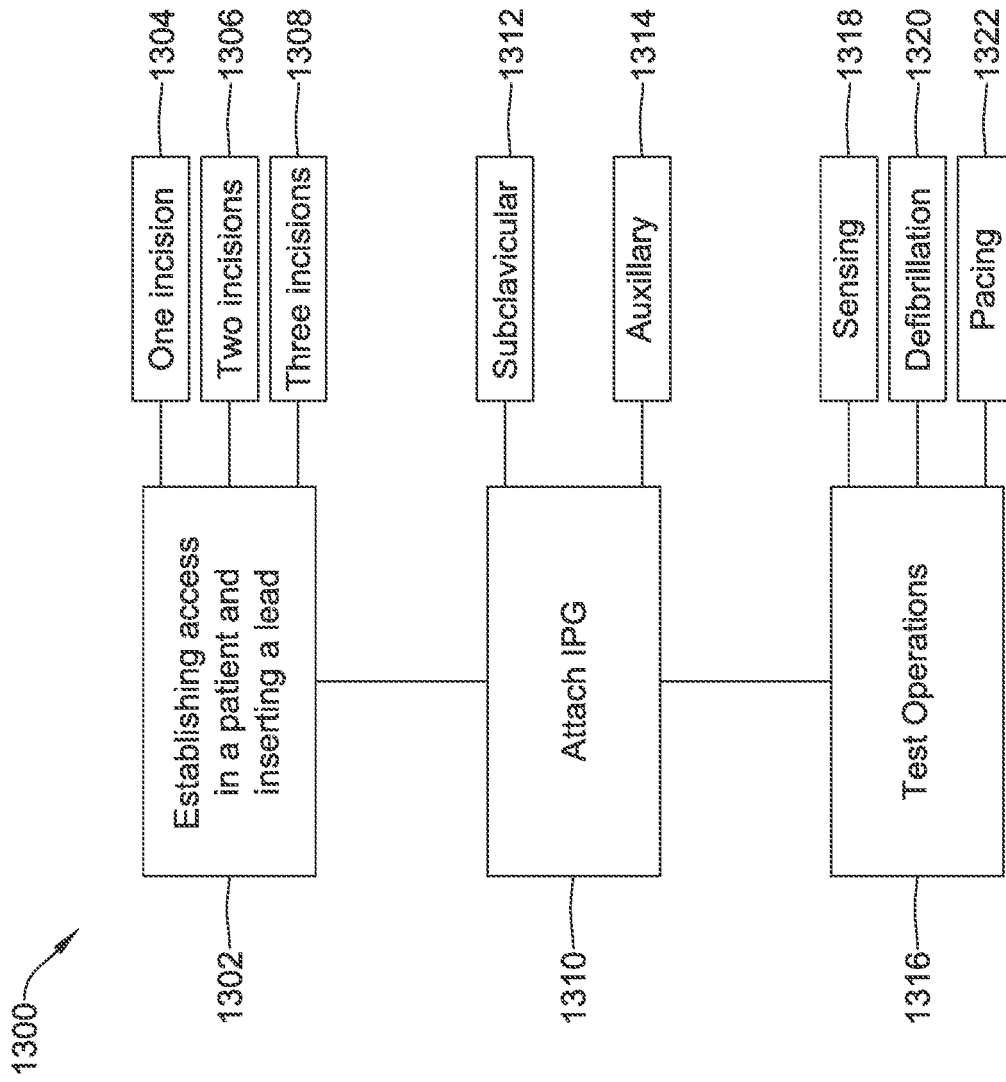 1300
1302
Establishing access
in a patient and
inserting a lead
One incision
1304
Two incisions
1306
Three incisions
1308
1310
Attach IPG
Subclavicular
1312
Auxillary
1314
1316
Test Operations
Sensing
1318
Defibrillation
1320
Pacing
1322